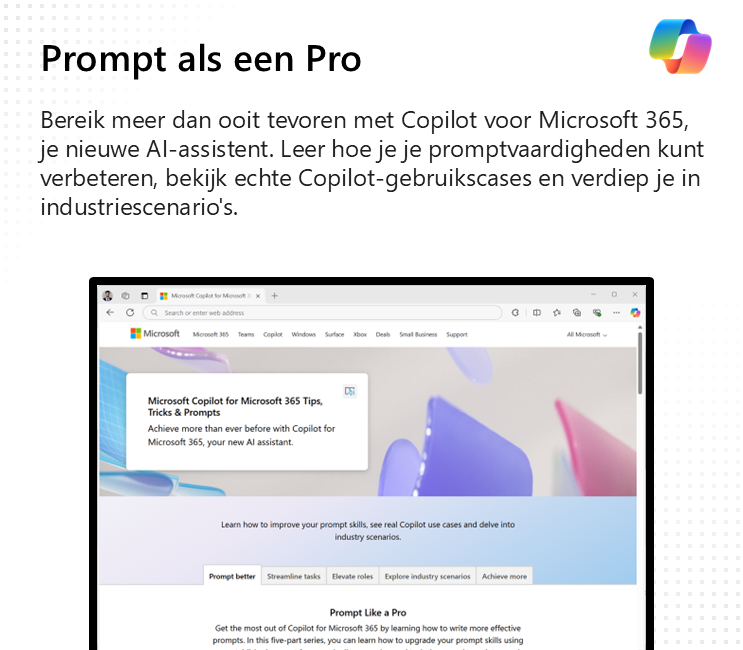 Prompt als een Pro
Bereik meer dan ooit tevoren met Copilot voor Microsoft 365,
je nieuwe AI-assistent. Leer hoe je je promptvaardigheden kunt
verbeteren, bekijk echte Copilot-gebruikscases en verdiep je in
industriescenario's.
Microsoft Copilot for Microsoft
Search or enter web address
Microsoft Microsoft 365 Teams Copilot Windows Surface Xbox Deals Small Business Support All Microsoft
Microsoft Copilot for Microsoft 365 Tips,
Tricks & Prompts
Achieve more than ever before with Copilot for
Microsoft 365, your new AI assistant.
Learn how to improve your prompt skills, see real Copilot use cases and delve into
industry scenarios.
Prompt better Streamline tasks Elevate roles Explore industry scenarios Achieve more
Prompt Like a Pro
Get the most out of Copilot for Microsoft 365 by learning how to write more effective
prompts. In this five-part series, you can learn how to upgrade your prompt skills using